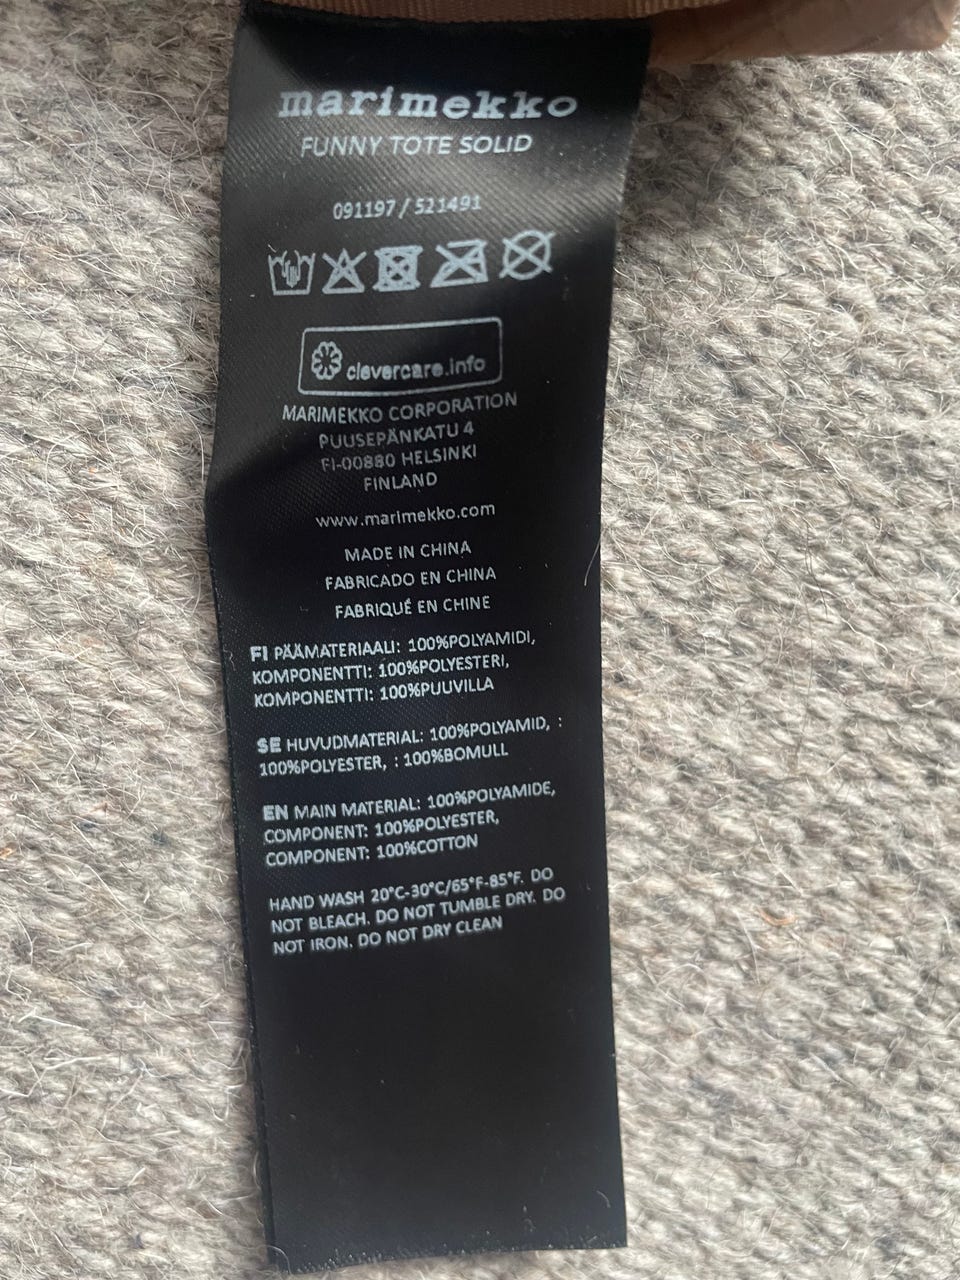 marimekko
FUNNY TOTE SOLID
091197 / 521491
clevercare.info
MARIMEKKO CORPORATION
PUUSEPÄNKATU 4
FI-00880 HELSINKI
FINLAND
www.marimekko.com
MADE IN CHINA
FABRICADO EN CHINA
FABRIQUÉ EN CHINE
FI PÄÄMATERIAALI: 100%POLYAMIDI,
KOMPONENTTI: 100%POLYESTERI,
KOMPONENTTI: 100%PUUVILLA
SE HUVUDMATERIAL: 100%POLYAMID, :
100%POLYESTER, : 100%BOMULL
EN MAIN MATERIAL: 100%POLYAMIDE,
COMPONENT: 100%POLYESTER,
COMPONENT: 100%COTTON
HAND WASH 20°C-30°C/65°F-85°F. DO
NOT BLEACH. DO NOT TUMBLE DRY. DO
NOT IRON. DO NOT DRY CLEAN